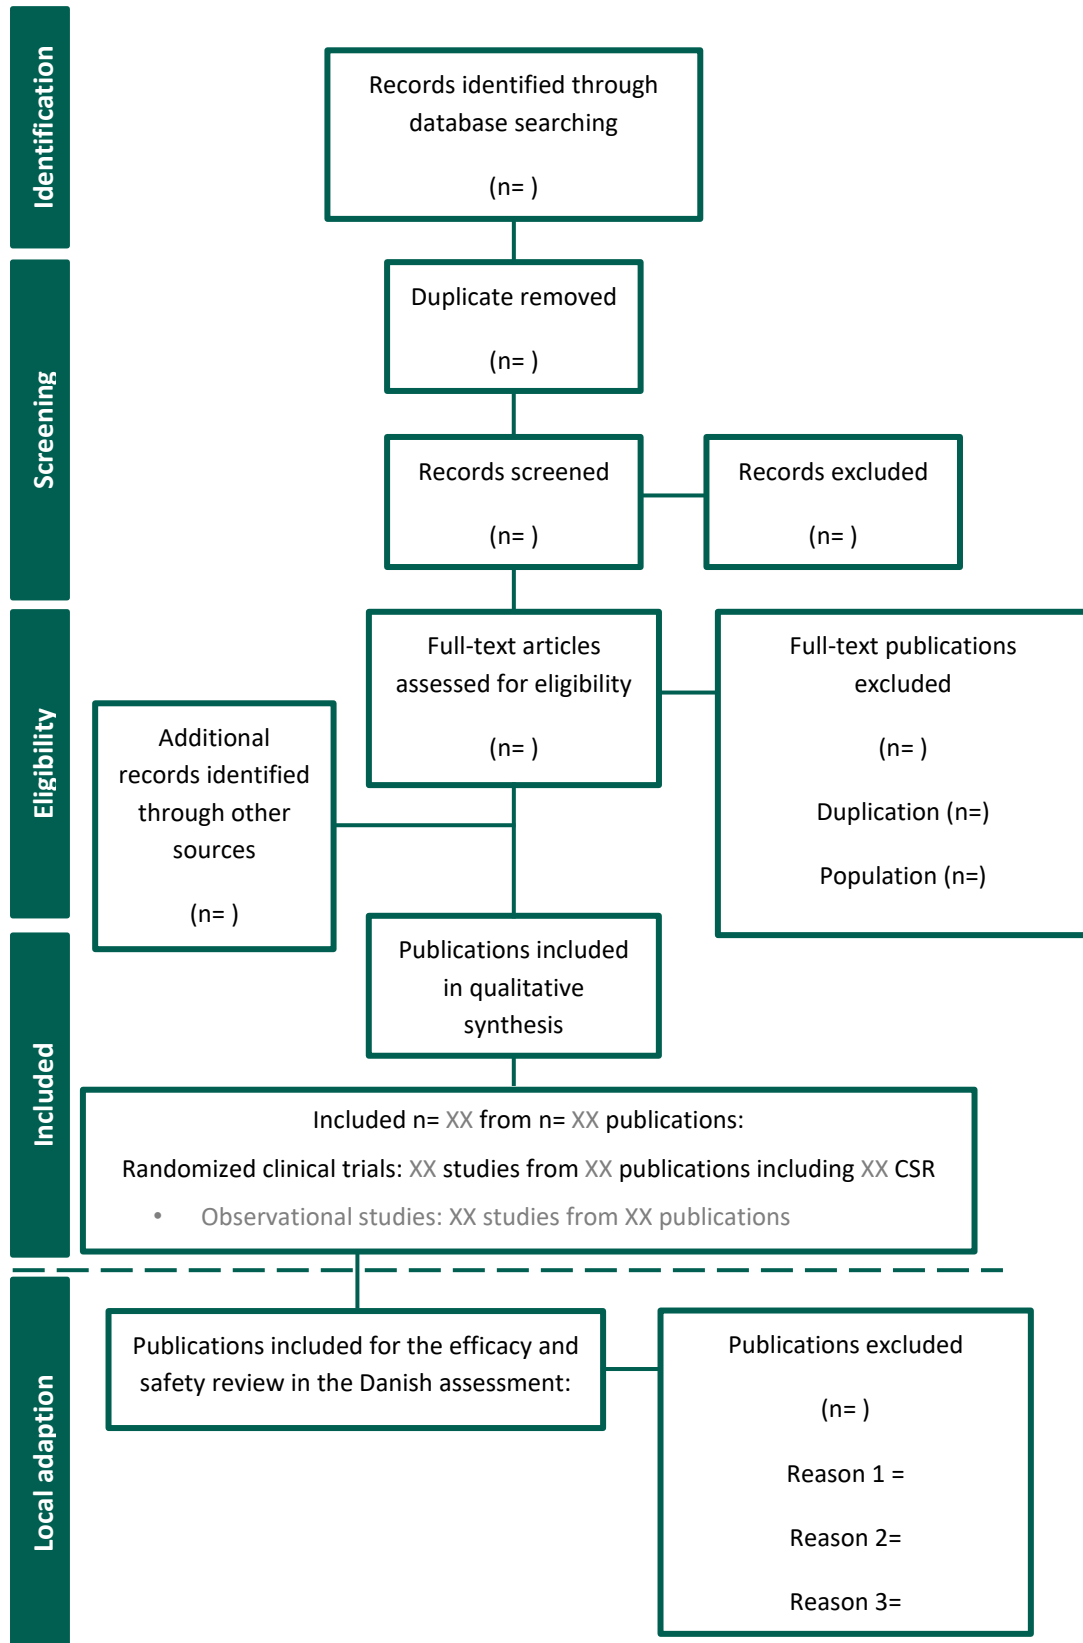 Identification
Records identified through
database searching
(n= )
Screening
Duplicate removed
(n= )
Records screened
(n= )
Records excluded
(n= )
Eligibility
Full-text articles
assessed for eligibility
(n= )
Full-text publications
excluded
(n= )
Duplication (n=)
Population (n=)
Additional
records identified
through other
sources
(n= )
Included
Publications included
in qualitative
synthesis
Included n= XX from n= XX publications:
Randomized clinical trials: XX studies from XX publications including XX CSR
• Observational studies: XX studies from XX publications
Local adaption
Publications included for the efficacy and
safety review in the Danish assessment:
Publications excluded
(n= )
Reason 1 =
Reason 2=
Reason 3=